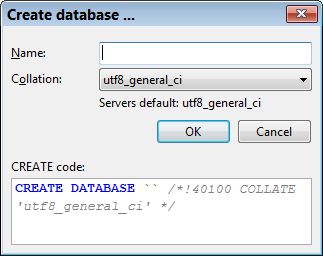 Create database ...
Name:
Collation:
utf8_general_ci
Servers default: utf8_general_ci
OK
Cancel
CREATE code:
CREATE DATABASE `` /*!40100 COLLATE
'utf8_general_ci' */